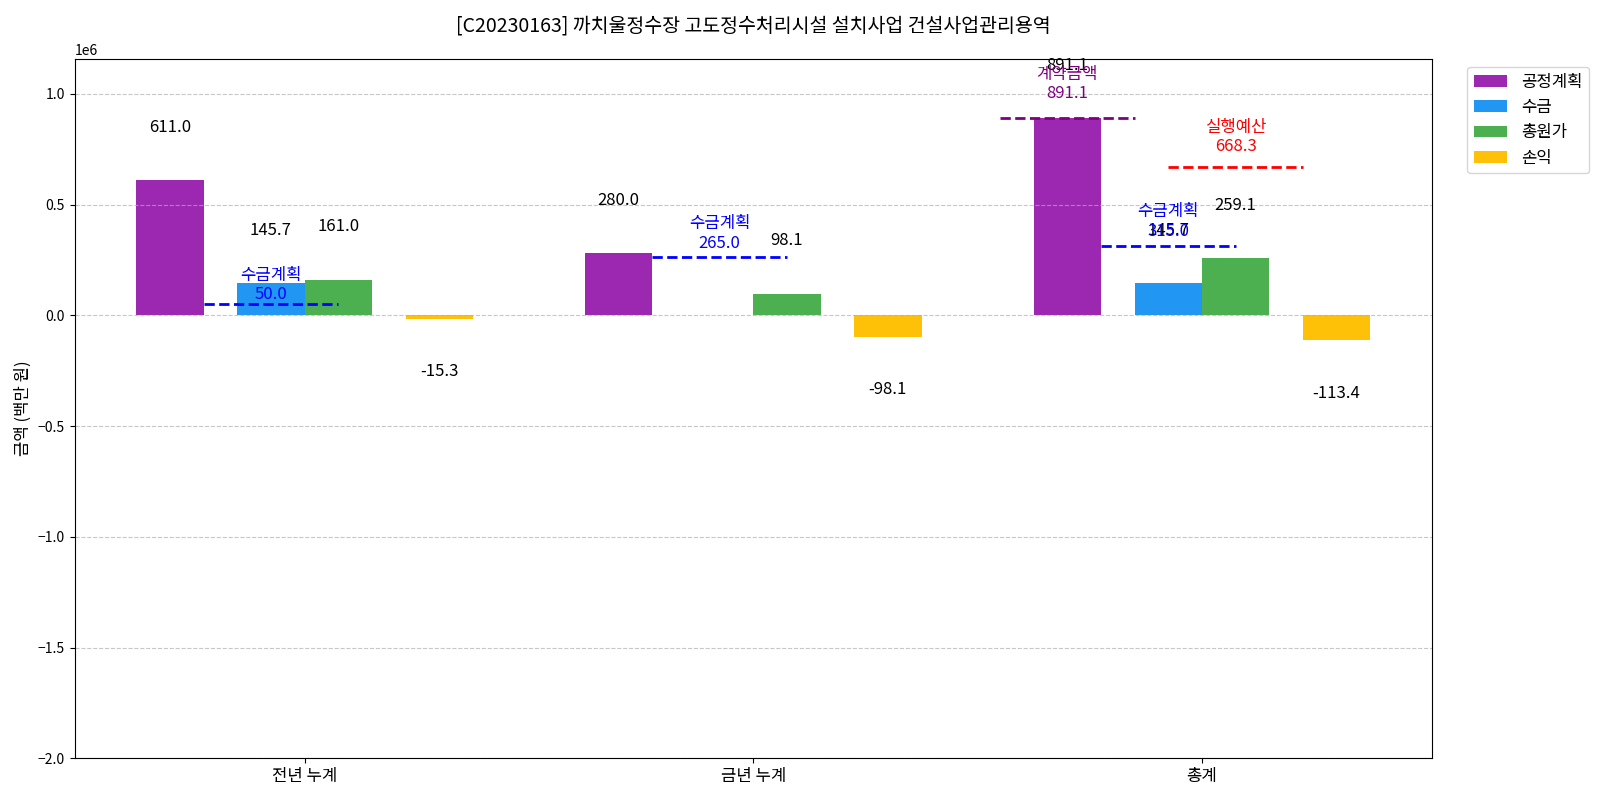 [C20230163] 까치울정수장 고도정수처리시설 설치사업 건설사업관리용역
1e6
금액 (백만 원)
1.0
0.5
0.0
−0.5
−1.0
−1.5
−2.0
611.0
145.7
161.0
수금계획
50.0
-15.3
280.0
수금계획
265.0
98.1
-98.1
891.1
계약금액
891.1
실행예산
668.3
수금계획
315.0
145.7
259.1
-113.4
전년 누계
금년 누계
총계
공정계획
수금
총원가
손익